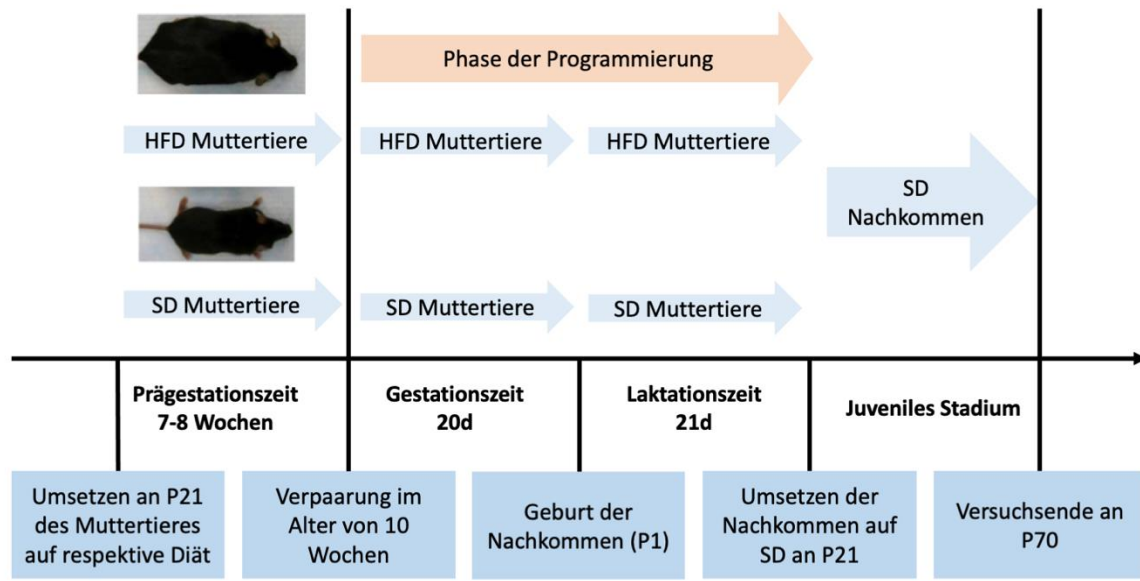 Phase der Programmierung
HFD Muttertiere
HFD Muttertiere
HFD Muttertiere
SD
Nachkommen
SD Muttertiere
SD Muttertiere
SD Muttertiere
Prägestationszeit
7-8 Wochen
Gestationszeit
20d
Laktationszeit
21d
Juveniles Stadium
Umsetzen an P21
des Muttertieres
auf respektive Diät
Verpaarung im
Alter von 10
Wochen
Geburt der
Nachkommen (P1)
Umsetzen der
Nachkommen auf
SD an P21
Versuchsende an
P70